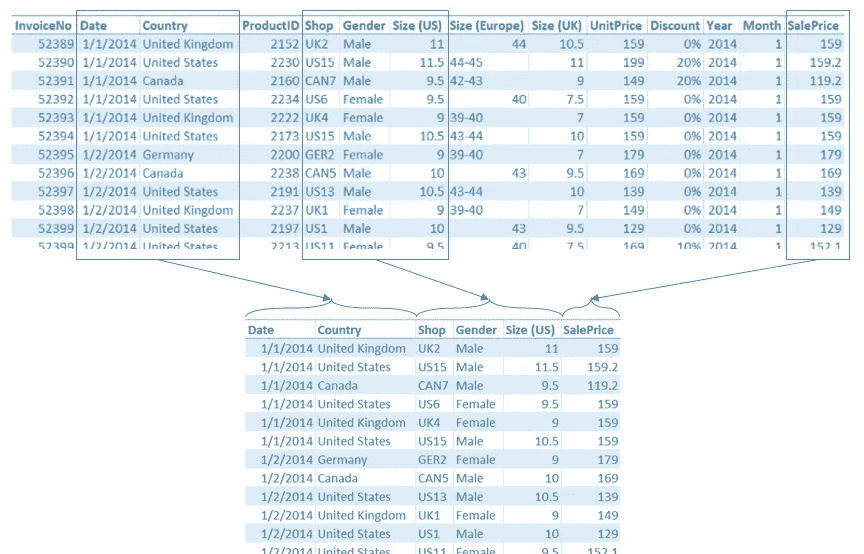 InvoiceNo Date Country ProductID Shop Gender Size (US) Size (Europe) Size (UK) UnitPrice Discount Year Month SalePrice
52389 1/1/2014 United Kingdom 2152 UK2 Male 11 44 10.5 159 0% 2014 1 159
52390 1/1/2014 United States 2230 US15 Male 11.5 44-45 11 199 20% 2014 1 159.2
52391 1/1/2014 Canada 2160 CAN7 Male 9.5 42-43 9 149 20% 2014 1 119.2
52392 1/1/2014 United States 2234 US6 Female 9.5 40 7.5 159 0% 2014 1 159
52393 1/1/2014 United Kingdom 2222 UK4 Female 9 39-40 7 159 0% 2014 1 159
52394 1/1/2014 United States 2173 US15 Male 10.5 43-44 10 159 0% 2014 1 159
52395 1/2/2014 Germany 2200 GER2 Female 9 39-40 7 179 0% 2014 1 179
52396 1/2/2014 Canada 2238 CAN5 Male 10 43 9.5 169 0% 2014 1 169
52397 1/2/2014 United States 2191 US13 Male 10.5 43-44 10 139 0% 2014 1 139
52398 1/2/2014 United Kingdom 2237 UK1 Female 9 39-40 7 149 0% 2014 1 149
52399 1/2/2014 United States 2197 US1 Male 10 43 9.5 129 0% 2014 1 129
52399 1/2/2014 United States 2213 US11 Female 9.5 40 7.5 169 10% 2014 1 152.1
Date Country Shop Gender Size (US) SalePrice
1/1/2014 United Kingdom UK2 Male 11 159
1/1/2014 United States US15 Male 11.5 159.2
1/1/2014 Canada CAN7 Male 9.5 119.2
1/1/2014 United States US6 Female 9.5 159
1/1/2014 United Kingdom UK4 Female 9 159
1/1/2014 United States US15 Male 10.5 159
1/2/2014 Germany GER2 Female 9 179
1/2/2014 Canada CAN5 Male 10 169
1/2/2014 United States US13 Male 10.5 139
1/2/2014 United Kingdom UK1 Female 9 149
1/2/2014 United States US1 Male 10 129
1/2/2014 United States US11 Female 9.5 152.1